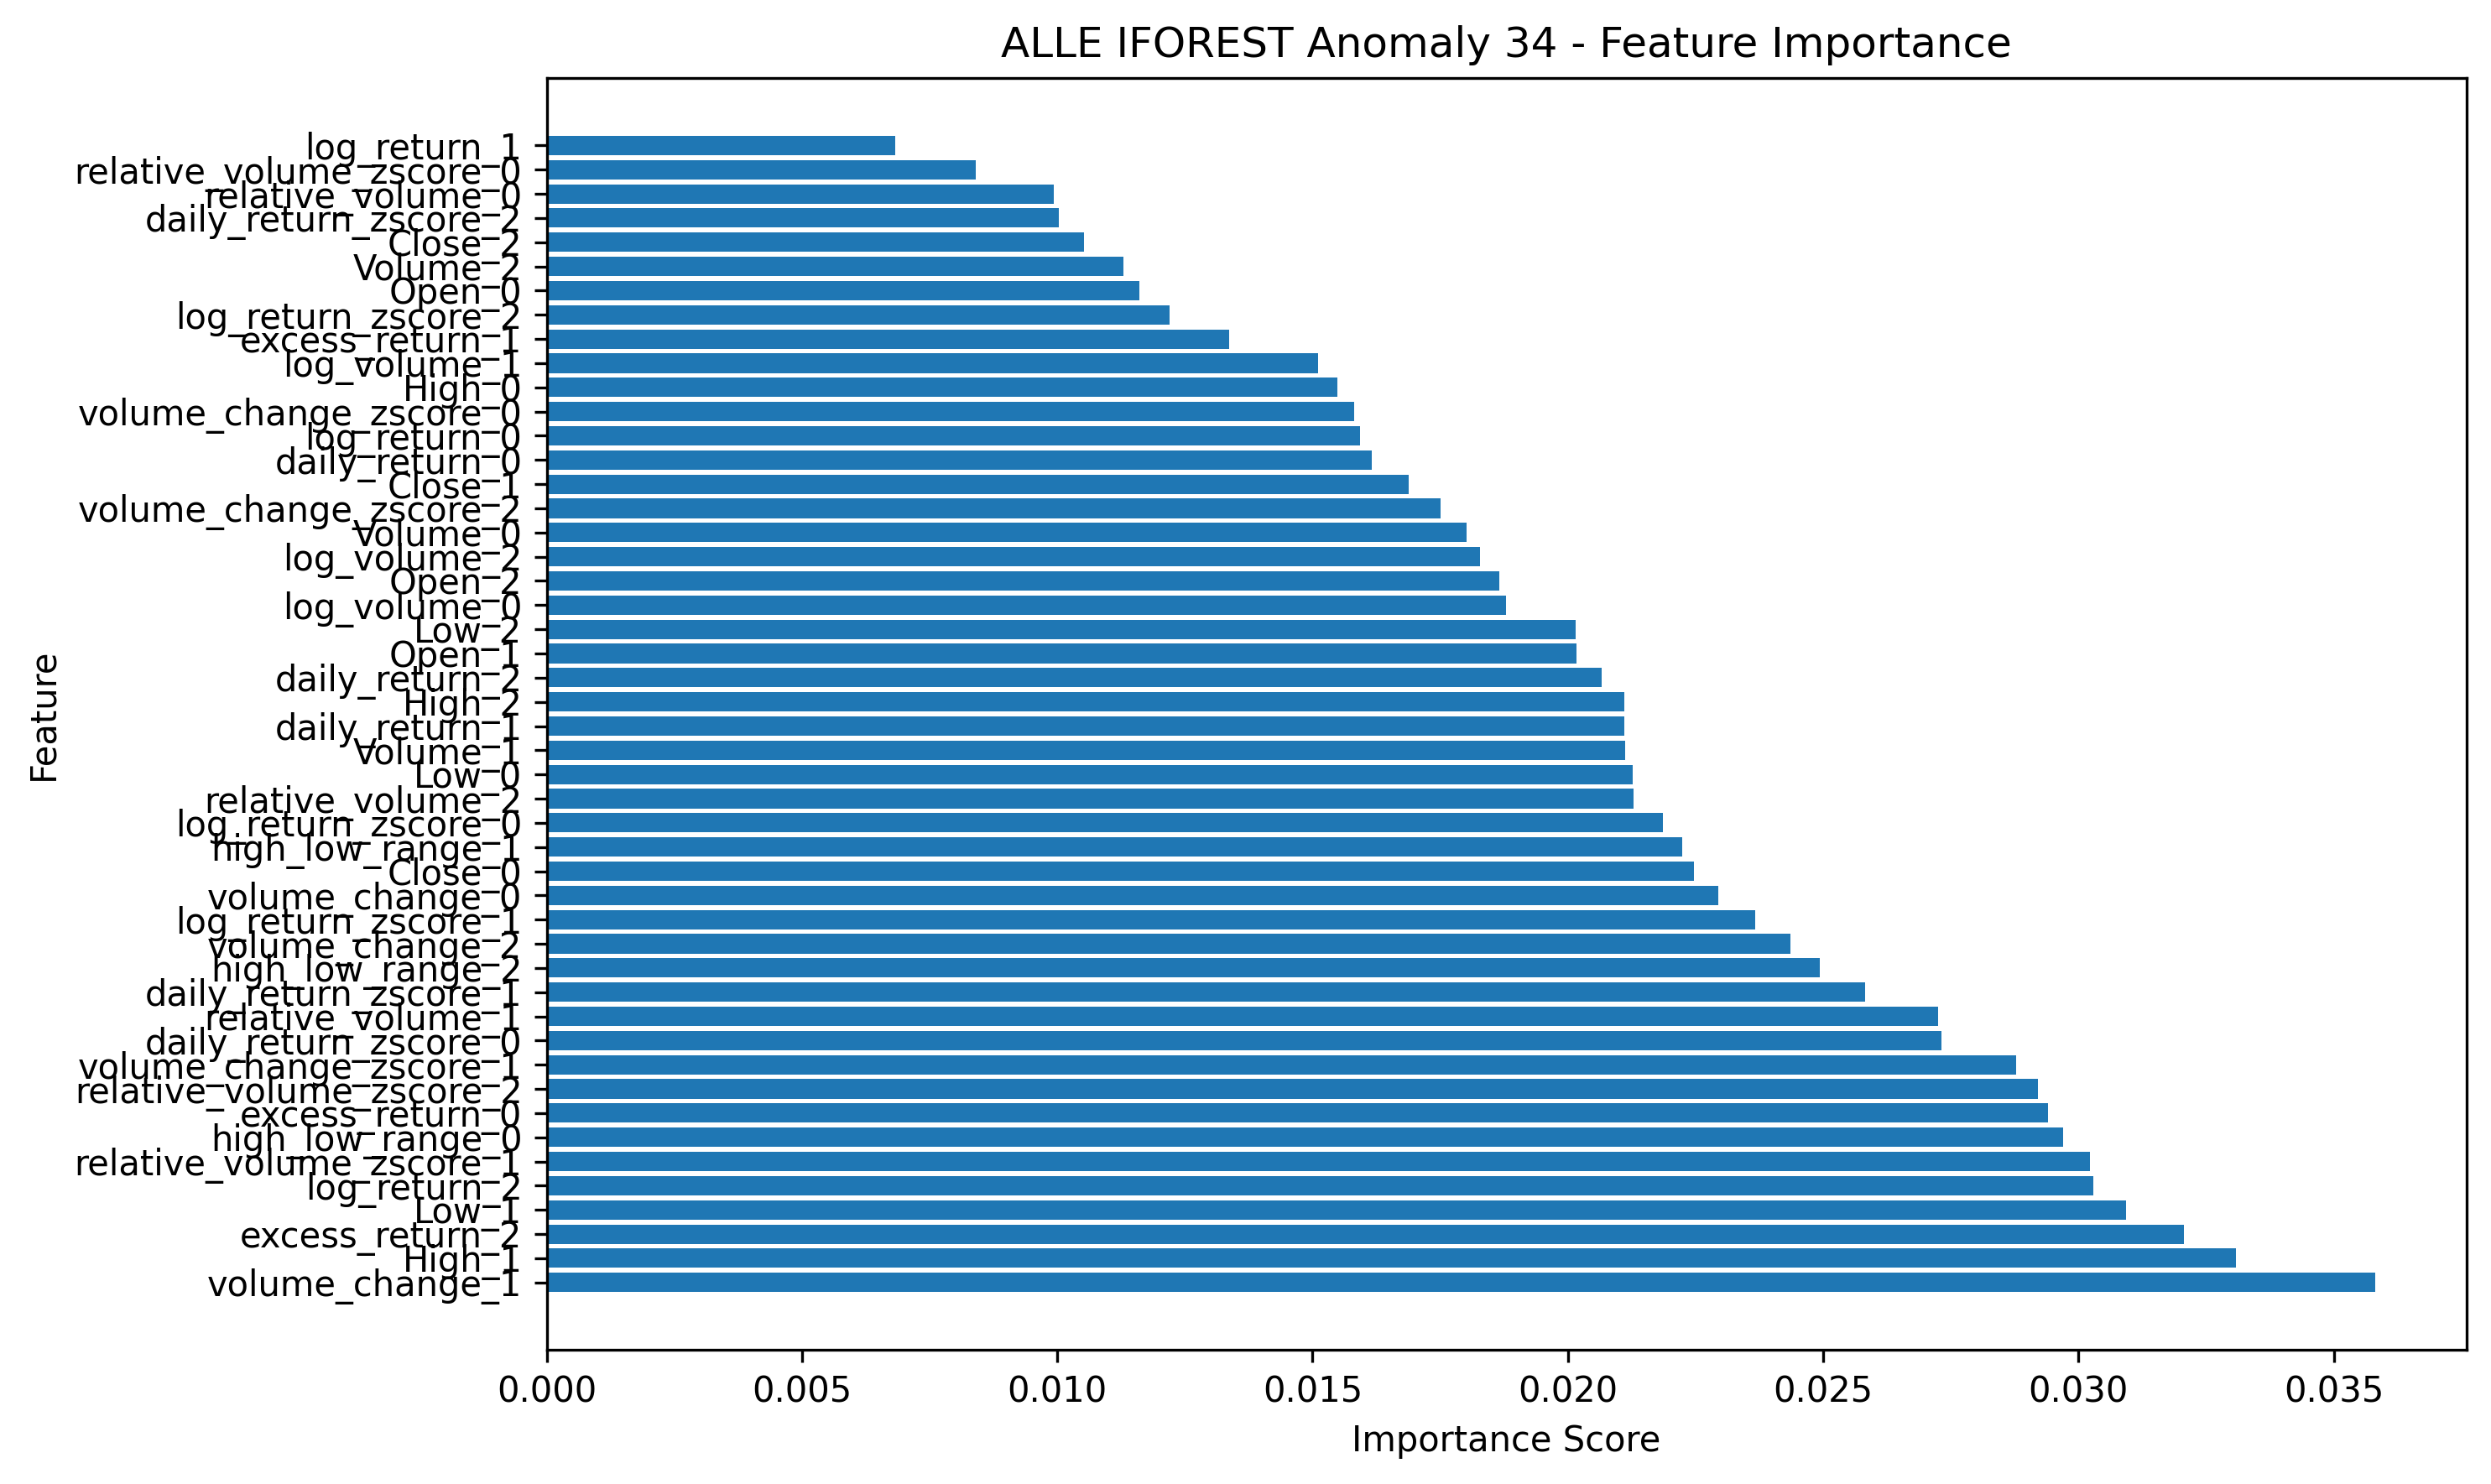 ALLE IFOREST Anomaly 34 - Feature Importance
log_return_1
relative_volume_zscore_0
relative_volume_0
daily_return_zscore_2
Close_2
Volume_2
Open_0
log_return_zscore_2
excess_return_1
log_volume_1
High_0
volume_change_zscore_0
log_return_0
daily_return_0
Close_1
volume_change_zscore_2
Volume_0
log_volume_2
Open_2
log_volume_0
Low_2
Open_1
daily_return_2
High_2
daily_return_1
Volume_1
Low_0
relative_volume_2
log_return_zscore_0
high_low_range_1
Close_0
volume_change_0
log_return_zscore_1
volume_change_2
high_low_range_2
daily_return_zscore_1
relative_volume_1
daily_return_zscore_0
volume_change_zscore_1
relative_volume_zscore_2
excess_return_0
high_low_range_0
relative_volume_zscore_1
log_return_2
Low_1
excess_return_2
High_1
volume_change_1
Feature
0.000 0.005 0.010 0.015 0.020 0.025 0.030 0.035
Importance Score